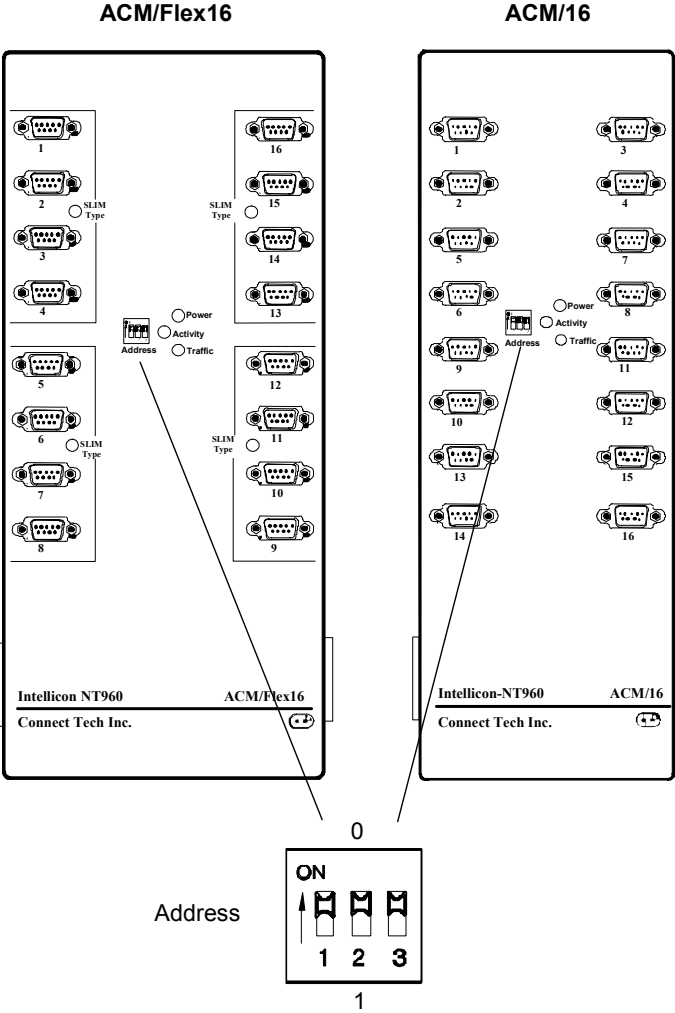 ACM/Flex16
1
2
SLIM
Type
3
4
5
6
SLIM
Type
7
8
16
15
SLIM
Type
14
13
12
11
SLIM
Type
10
9
Power
Activity
Traffic
Address
Intellicon NT960 ACM/Flex16
Connect Tech Inc.
ACM/16
1 3
2 4
5 7
6 8
9 11
10 12
13 15
14 16
Power
Activity
Traffic
Address
Intellicon-NT960 ACM/16
Connect Tech Inc.
0
ON
Address
1 2 3
1